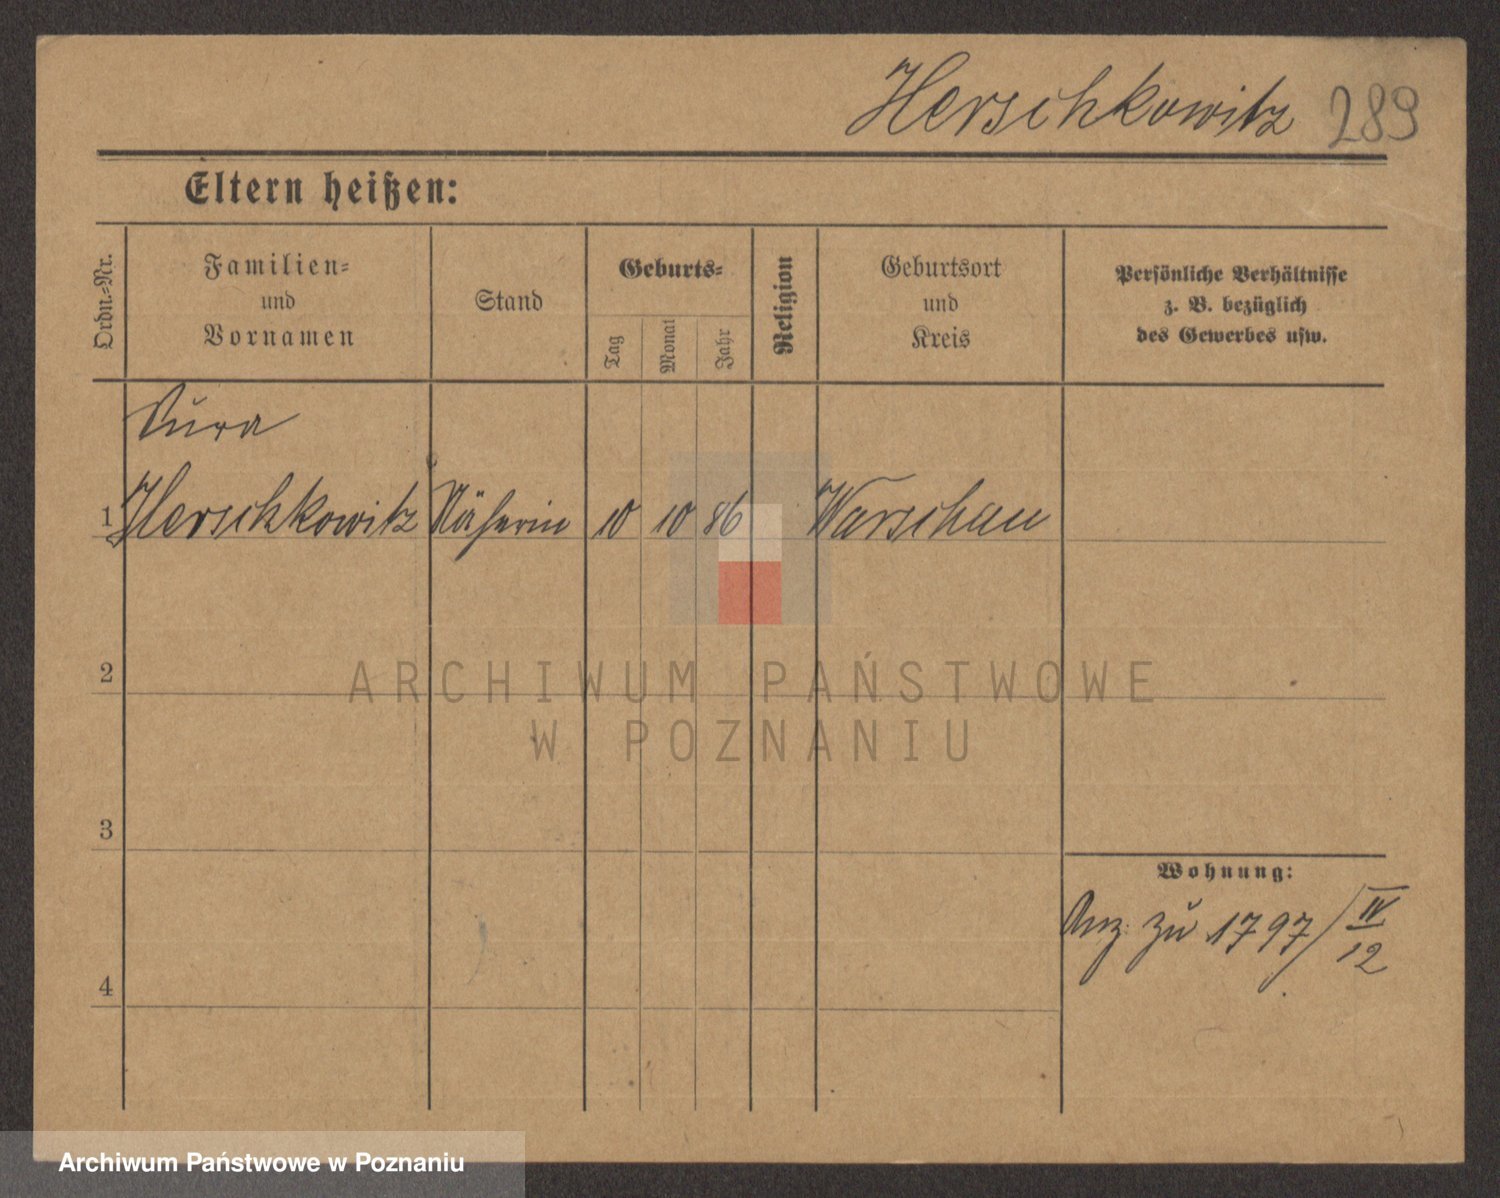 Herschkowitz 289
Eltern heißen:
Ordn.-Nr.
Familien-
und
Vornamen
Stand
Geburts-
Tag
Monat
Jahr
Religion
Geburtsort
und
Kreis
Persönliche Verhältnisse
z. B. bezüglich
des Gewerbes usw.
1 Herschkowitz Näherin 10 10 86 Warschau
2
ARCHIWUM PAŃSTWOWE
W POZNANIU
3
Wohnung:
zu 1797/IV
12
4
Archiwum Państwowe w Poznaniu